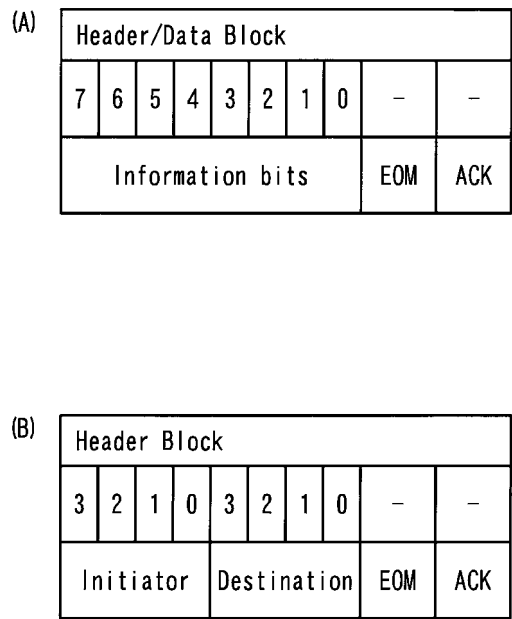 (A)
Header/Data Block
7 6 5 4 3 2 1 0 – –
Information bits EOM ACK
(B)
Header Block
3 2 1 0 3 2 1 0 – –
Initiator Destination EOM ACK